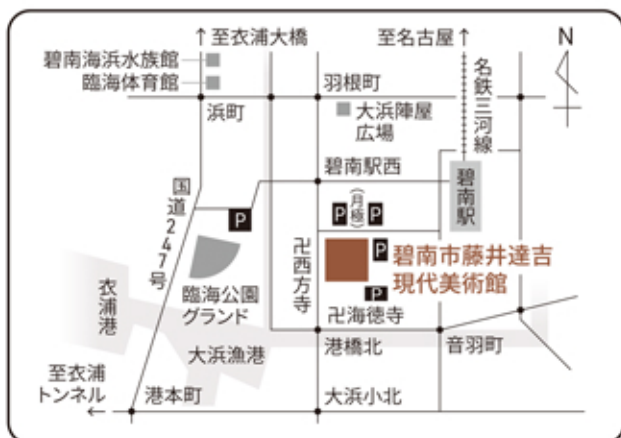 ↑至衣浦大橋
至名古屋↑
N
碧南海浜水族館
臨海体育館
羽根町
浜町
大浜陣屋
広場
名鉄三河線
碧南駅西
碧南駅
国道247号
P
P
(月極)
P
P
碧南市藤井達吉
現代美術館
P
卍西方寺
臨海公園
グランド
衣浦港
卍海徳寺
大浜漁港
港橋北
音羽町
至衣浦
トンネル
←
港本町
大浜小北